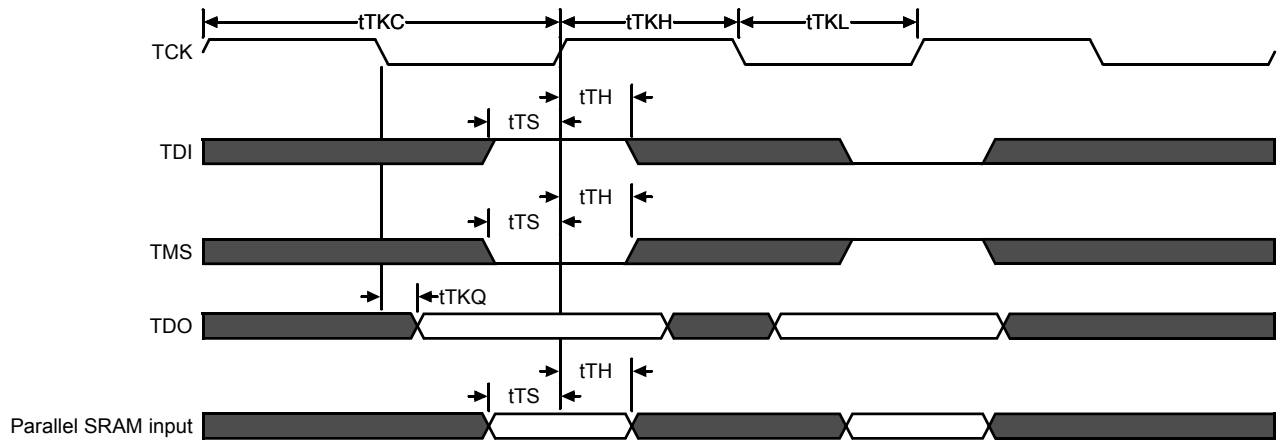 tTKC tTKH tTKL
TCK
tTH
tTS
TDI
tTH
tTS
TMS
tTKQ
TDO
tTH
tTS
Parallel SRAM input